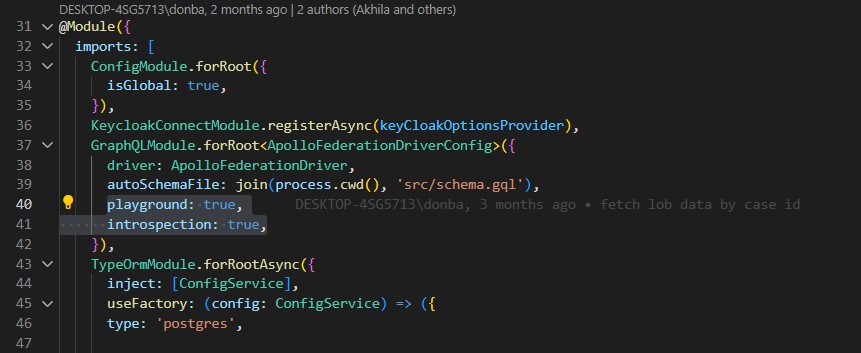 DESKTOP-4SG5713\donba, 2 months ago | 2 authors (Akhila and others)
31 @Module({
32 imports: [
33 ConfigModule.forRoot({
34 isGlobal: true,
35 }),
36 KeycloakConnectModule.registerAsync(keyCloakOptionsProvider),
37 GraphQLModule.forRoot<ApolloFederationDriverConfig>({
38 driver: ApolloFederationDriver,
39 autoSchemaFile: join(process.cwd(), 'src/schema.gql'),
40 playground: true, DESKTOP-4SG5713\donba, 3 months ago • fetch lob data by case id
41 introspection: true,
42 }),
43 TypeOrmModule.forRootAsync({
44 inject: [ConfigService],
45 useFactory: (config: ConfigService) => ({
46 type: 'postgres',
47